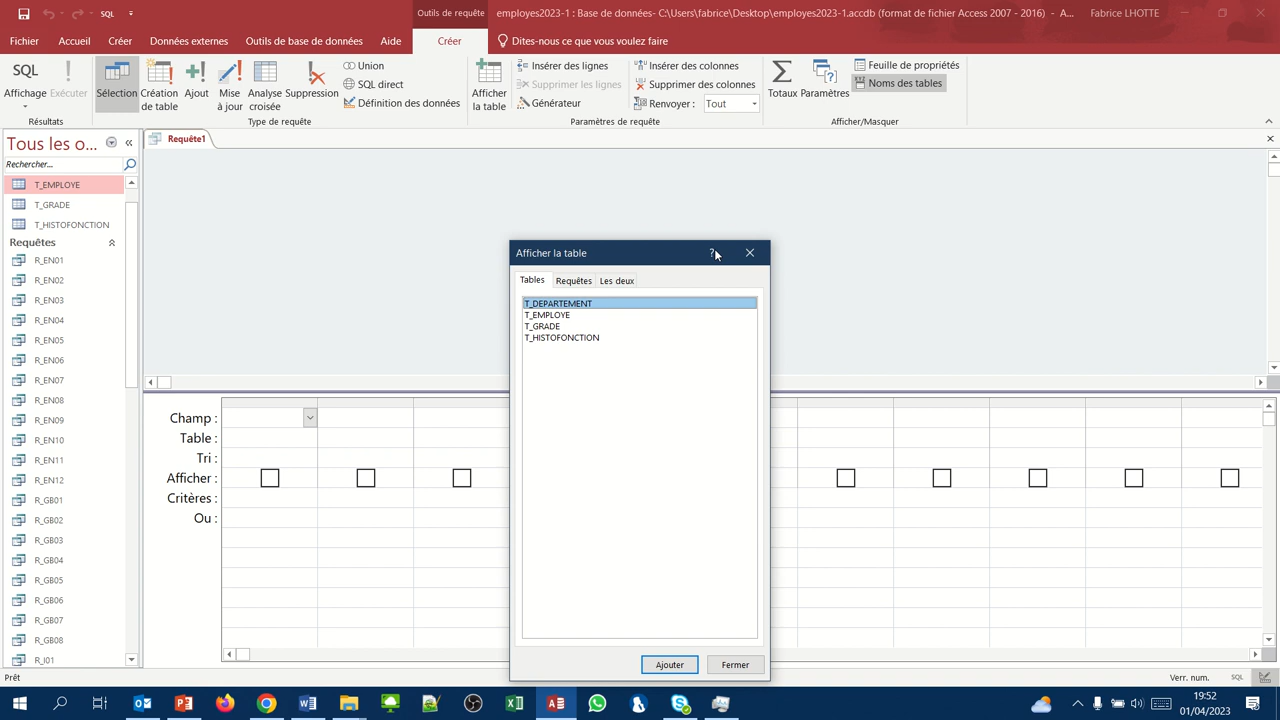 SQL
Outils de requête
employes2023-1 : Base de données- C:\Users\fabrice\Desktop\employes2023-1.accdb (format de fichier Access 2007 - 2016) - A...
Fabrice LHOTTE
Fichier
Accueil
Créer
Données externes
Outils de base de données
Aide
Créer
Dites-nous ce que vous voulez faire
SQL
Affichage
Exécuter
Résultats
Sélection
Création de table
Ajout
Mise à jour
Analyse croisée
Suppression
Union
SQL direct
Définition des données
Type de requête
Afficher la table
Insérer des lignes
Supprimer les lignes
Générateur
Insérer des colonnes
Supprimer des colonnes
Renvoyer :
Tout
Paramètres de requête
Totaux
Paramètres
Feuille de propriétés
Noms des tables
Afficher/Masquer
Tous les o...
Rechercher...
T_EMPLOYE
T_GRADE
T_HISTOFONCTION
Requêtes
R_EN01
R_EN02
R_EN03
R_EN04
R_EN05
R_EN06
R_EN07
R_EN08
R_EN09
R_EN10
R_EN11
R_EN12
R_GB01
R_GB02
R_GB03
R_GB04
R_GB05
R_GB06
R_GB07
R_GB08
R_I01
Requête1
Champ :
Table :
Tri :
Afficher :
Critères :
Ou :
Afficher la table
?
Tables
Requêtes
Les deux
T_DEPARTEMENT
T_EMPLOYE
T_GRADE
T_HISTOFONCTION
Ajouter
Fermer
Prêt
Verr. num.
SQL
19:52
01/04/2023